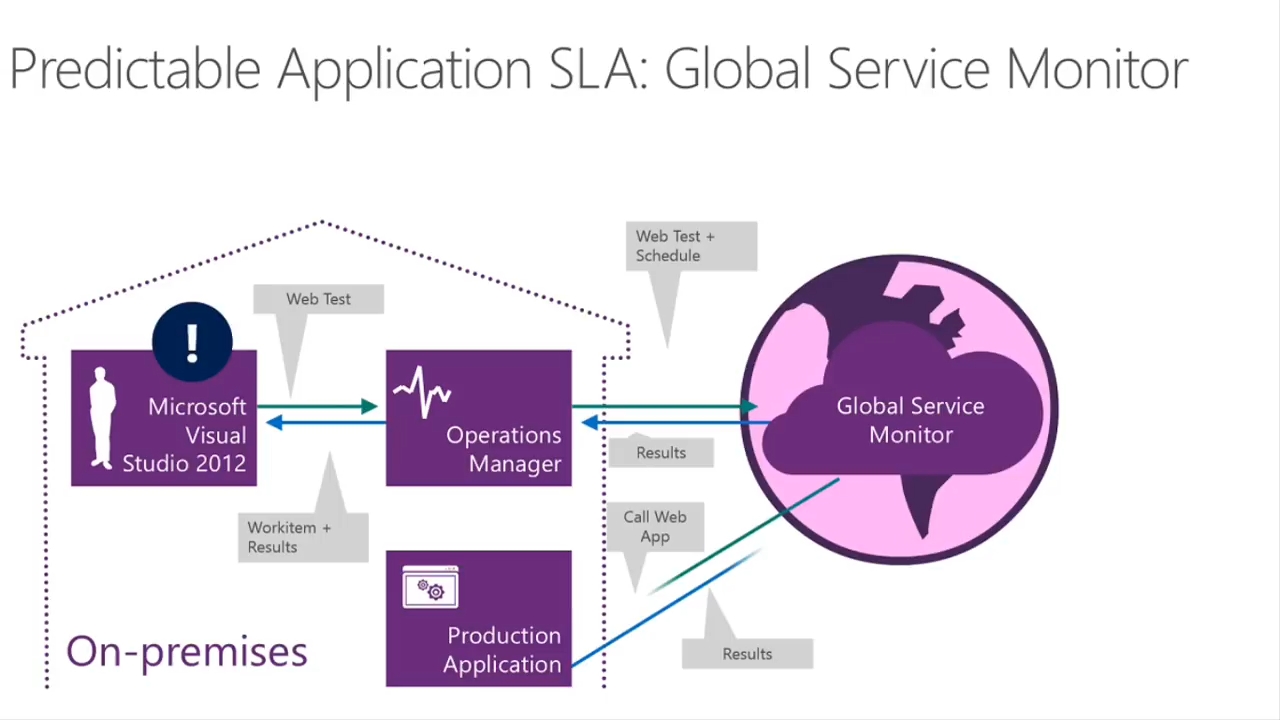 Predictable Application SLA: Global Service Monitor
Web Test +
Schedule
Web Test
!
Microsoft
Visual
Studio 2012
Operations
Manager
Global Service
Monitor
Results
Workitem +
Results
Call Web
App
Production
Application
On-premises
Results